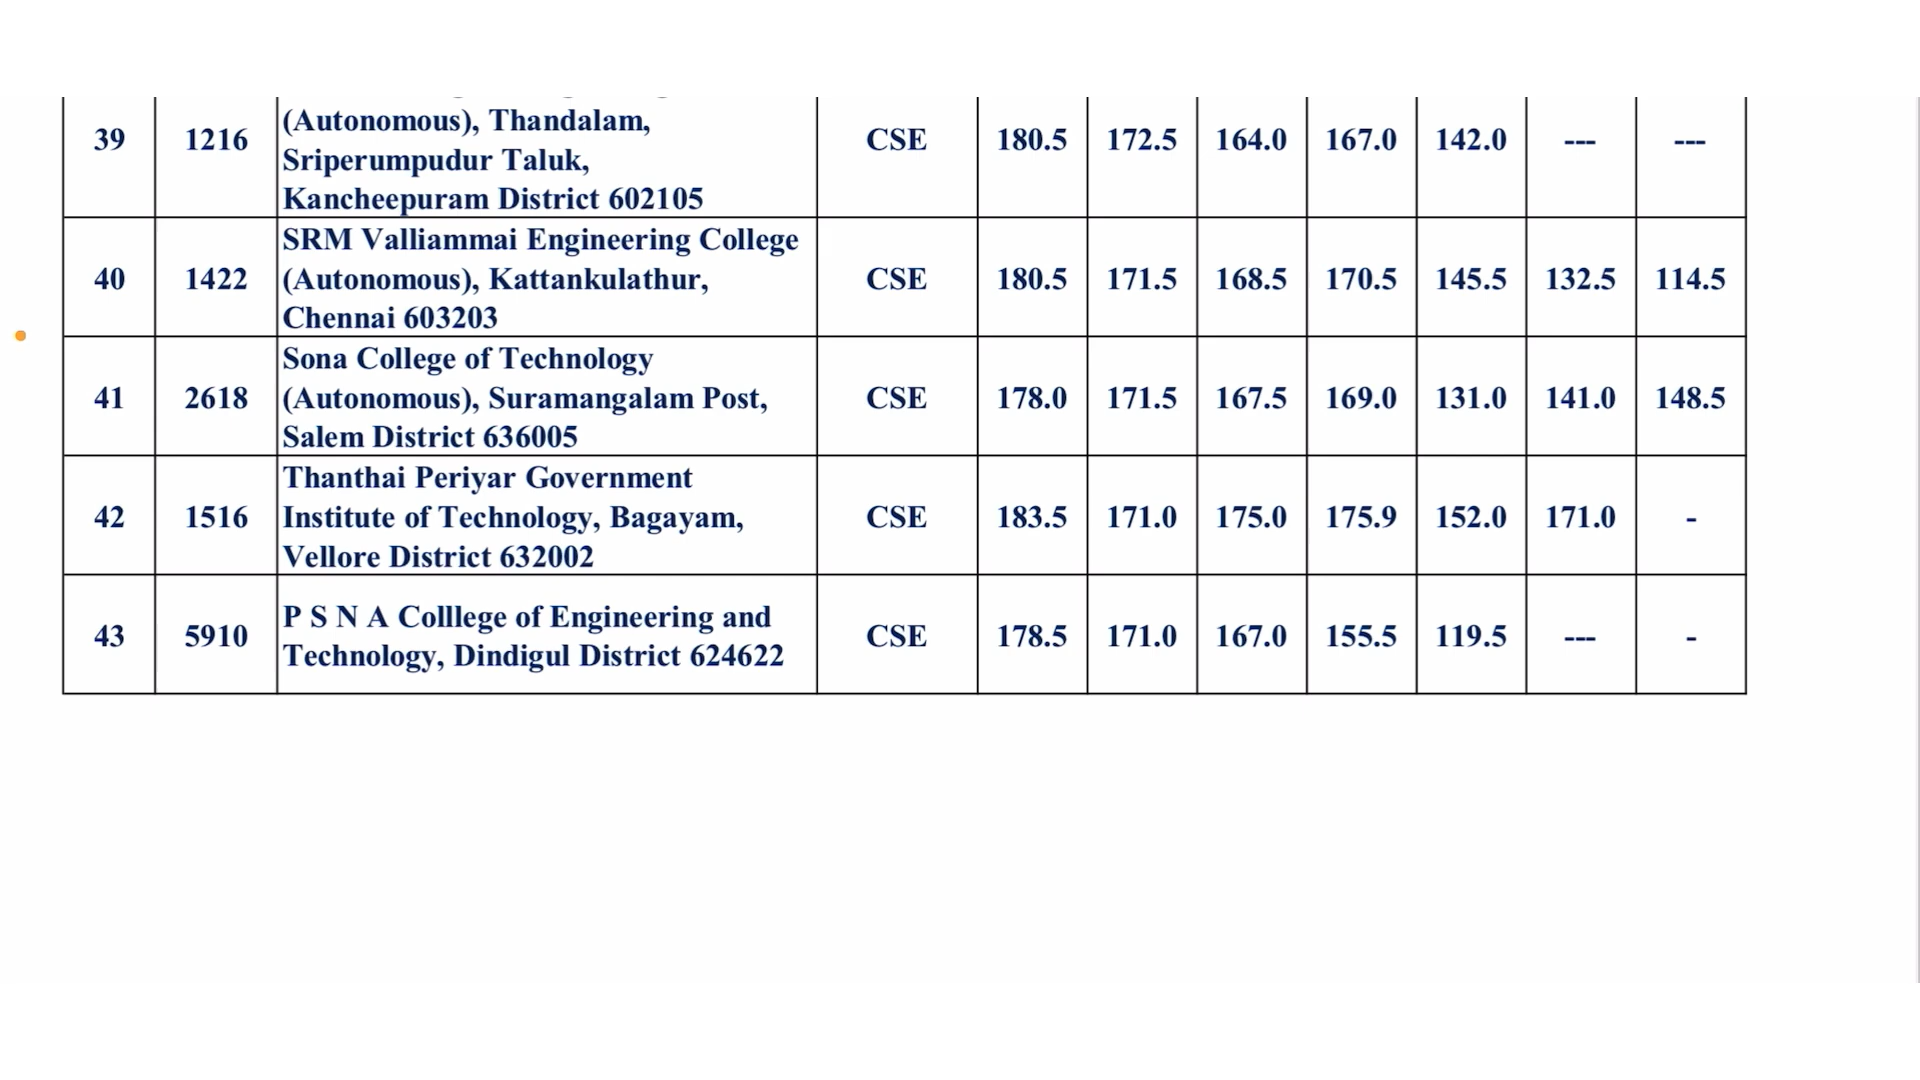 39 1216 (Autonomous), Thandalam, Sriperumpudur Taluk, Kancheepuram District 602105 CSE 180.5 172.5 164.0 167.0 142.0 --- ---
40 1422 SRM Valliammai Engineering College (Autonomous), Kattankulathur, Chennai 603203 CSE 180.5 171.5 168.5 170.5 145.5 132.5 114.5
41 2618 Sona College of Technology (Autonomous), Suramangalam Post, Salem District 636005 CSE 178.0 171.5 167.5 169.0 131.0 141.0 148.5
42 1516 Thanthai Periyar Government Institute of Technology, Bagayam, Vellore District 632002 CSE 183.5 171.0 175.0 175.9 152.0 171.0 -
43 5910 P S N A Colllege of Engineering and Technology, Dindigul District 624622 CSE 178.5 171.0 167.0 155.5 119.5 --- -